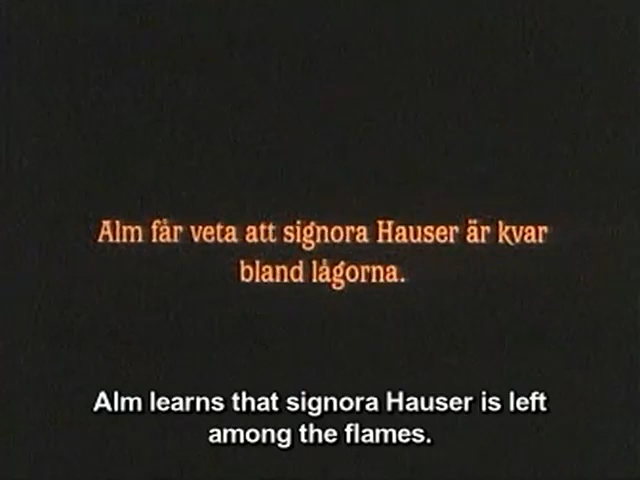 Alm får veta att signora Hauser är kvar
bland lågorna.
Alm learns that signora Hauser is left
among the flames.